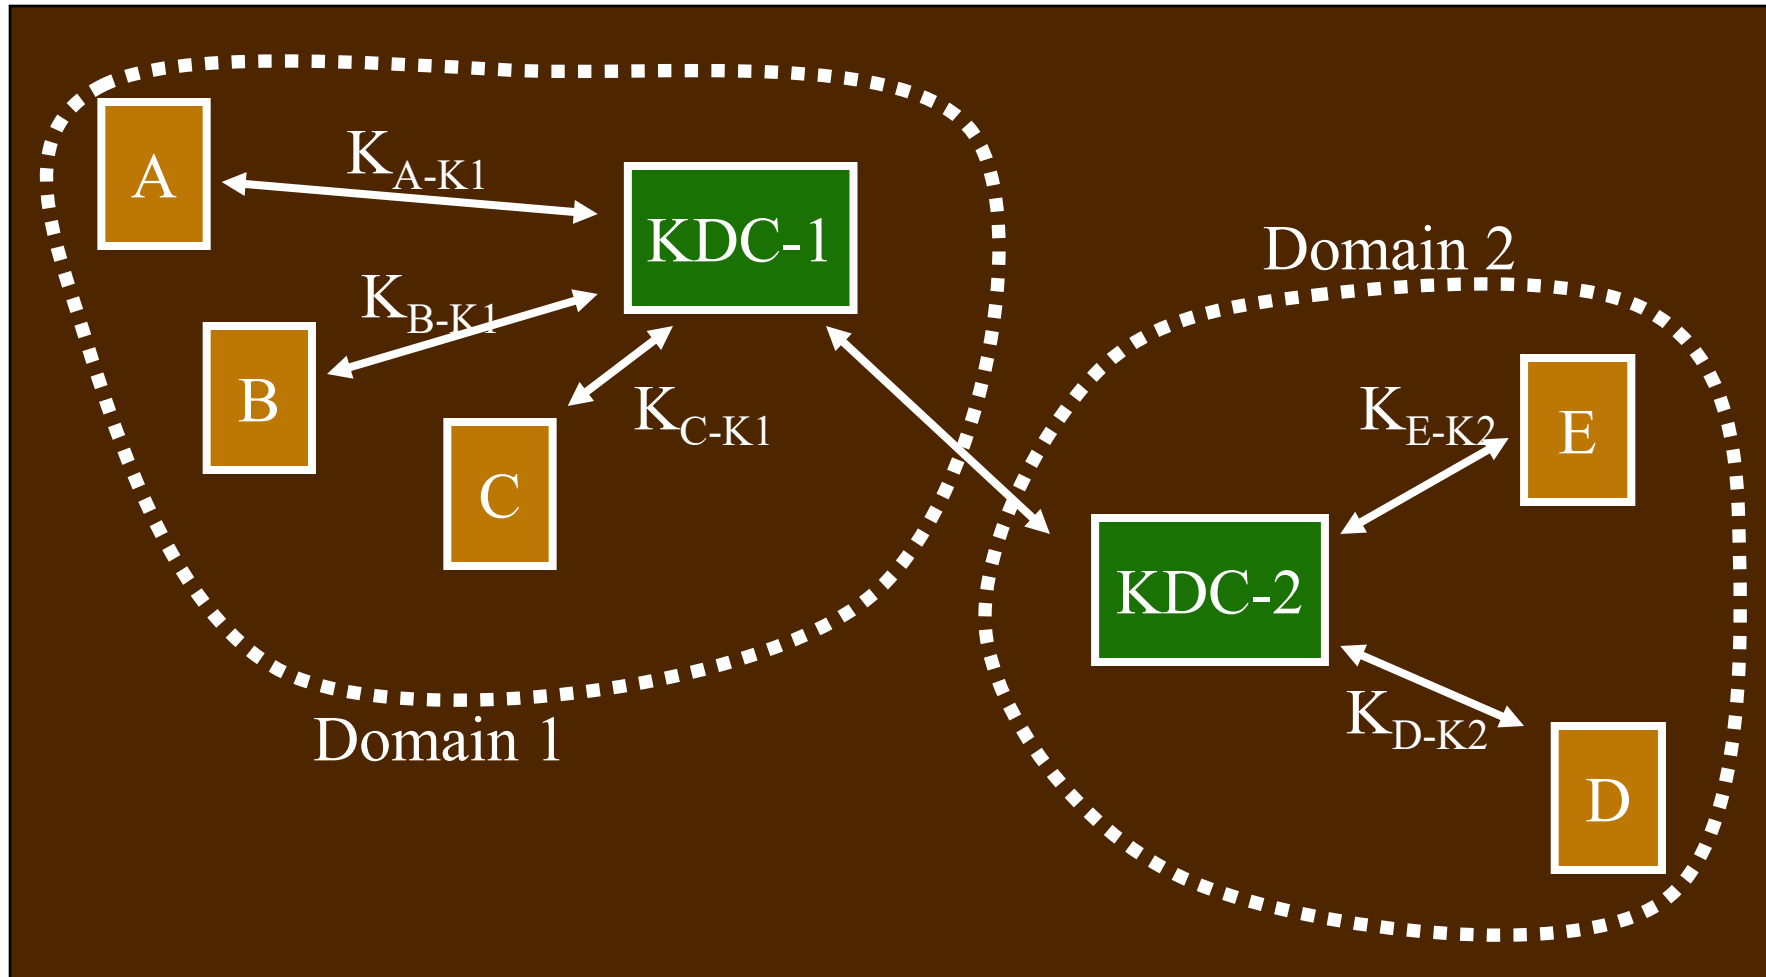 A
K_A-K1
KDC-1
Domain 2
K_B-K1
B
K_C-K1
K_E-K2
E
C
KDC-2
K_D-K2
Domain 1
D